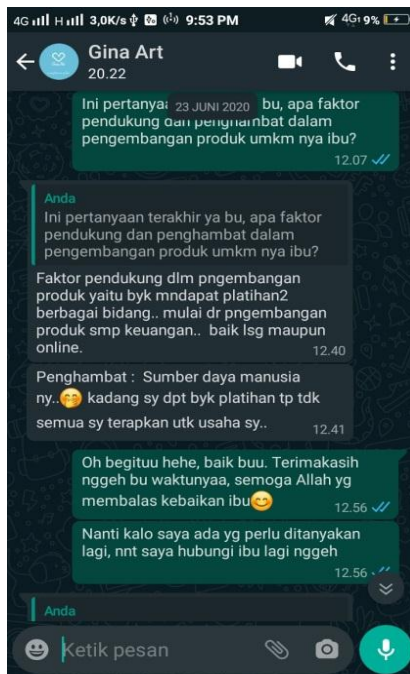 4G H 3,0K/s 9:53 PM 4G 9%
Gina Art
20.22
23 JUNI 2020
Ini pertanyaa bu, apa faktor
pendukung dan penghambat dalam
pengembangan produk umkm nya ibu?
12.07
Anda
Ini pertanyaan terakhir ya bu, apa faktor
pendukung dan penghambat dalam
pengembangan produk umkm nya ibu?
Faktor pendukung dlm pngembangan
produk yaitu byk mndapat platihan2
berbagai bidang.. mulai dr pngembangan
produk smp keuangan.. baik lsg maupun
online.
12.40
Penghambat : Sumber daya manusia
ny..🤭 kadang sy dpt byk platihan tp tdk
semua sy terapkan utk usaha sy..
12.41
Oh begituu hehe, baik buu. Terimakasih
nggeh bu waktunyaa, semoga Allah yg
membalas kebaikan ibu😊
12.56
Nanti kalo saya ada yg perlu ditanyakan
lagi, nnt saya hubungi ibu lagi nggeh
12.56
Anda
Ketik pesan